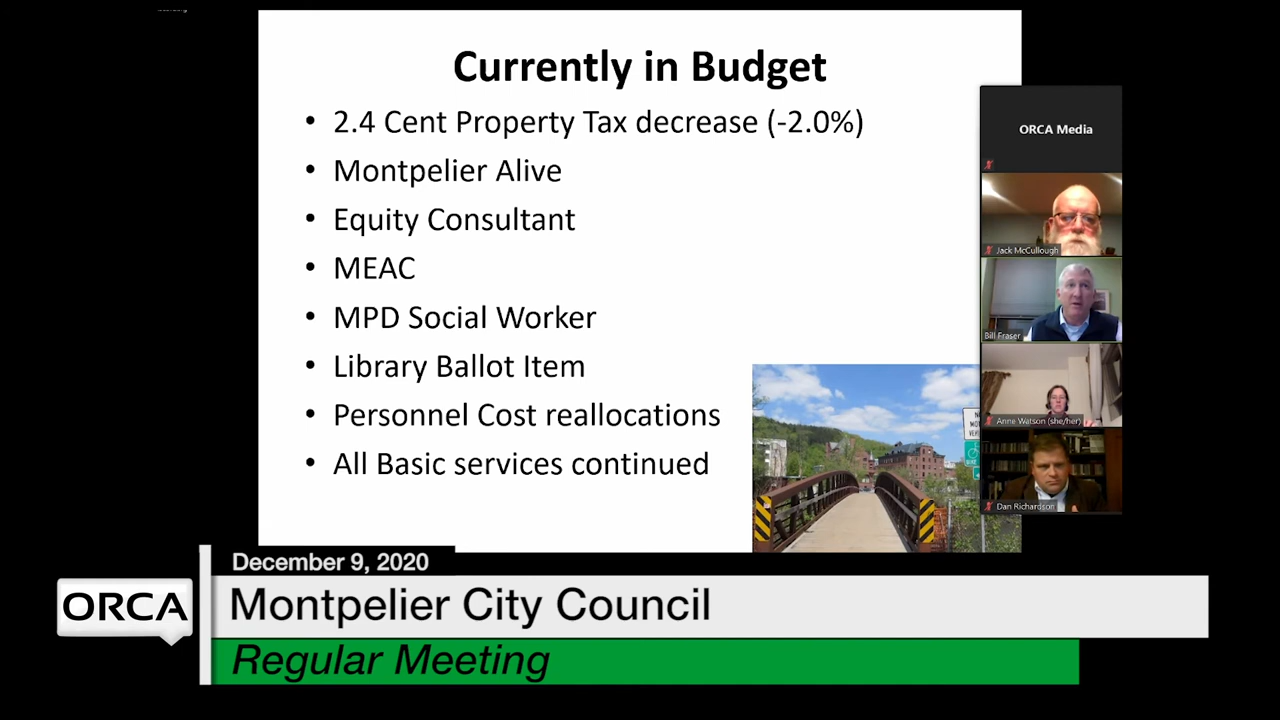 Currently in Budget
• 2.4 Cent Property Tax decrease (-2.0%)
• Montpelier Alive
• Equity Consultant
• MEAC
• MPD Social Worker
• Library Ballot Item
• Personnel Cost reallocations
• All Basic services continued
ORCA Media
Jack McCullough
Bill Fraser
Anne Watson (she/her)
Dan Richardson
December 9, 2020
ORCA
Montpelier City Council
Regular Meeting